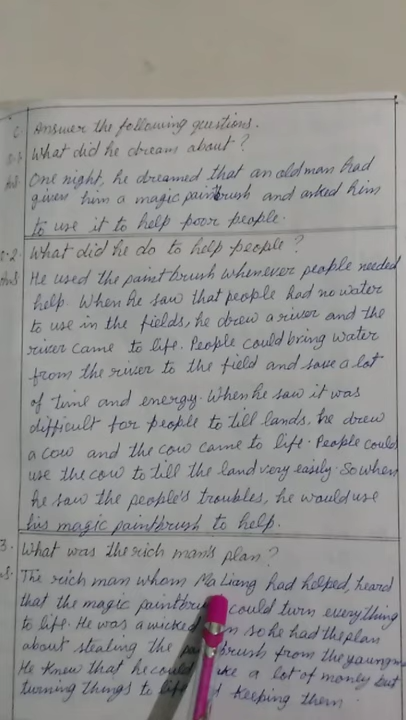 C. Answer the following questions.
What did he dream about?
Ans One night, he dreamed that an old man had
given him a magic paintbrush and asked him
to use it to help poor people.
Q.2 What did he do to help people?
Ans He used the paint brush whenever people needed
help. When he saw that people had no water
to use in the fields, he drew a river and the
river came to life. People could bring water
from the river to the field and save a lot
of time and energy. When he saw it was
difficult for people to till lands, he drew
a cow and the cow came to life. People could
use the cow to till the land very easily. So when
he saw the people's troubles, he would use
his magic paintbrush to help.
3. What was the rich man's plan?
The rich man whom Ma Liang had helped, heard
that the magic paintbru could turn everything
to life. He was a wicked so he had the plan
about stealing the brush from the young
He knew that he could a lot of money but
turning things to life keeping them.